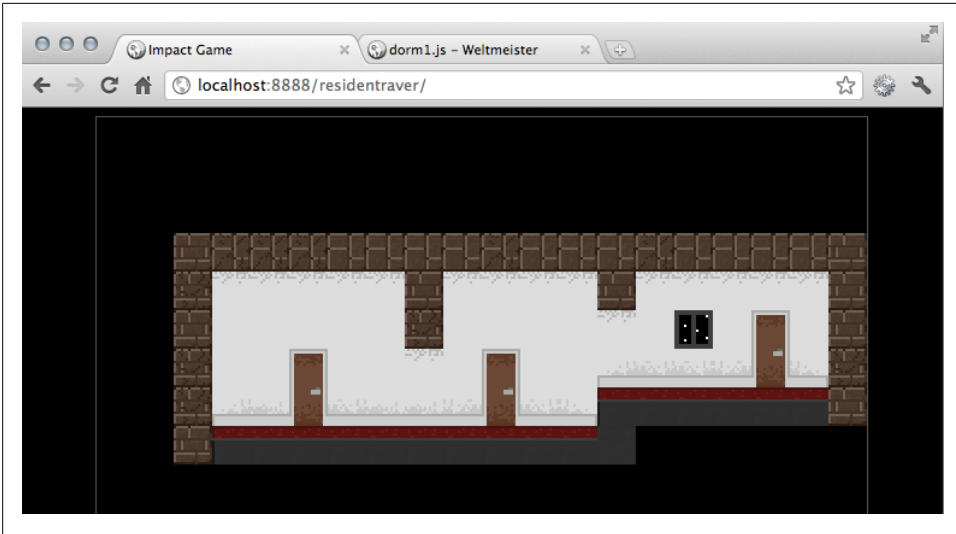 Impact Game
dorm1.js – Weltmeister
localhost:8888/residentraver/